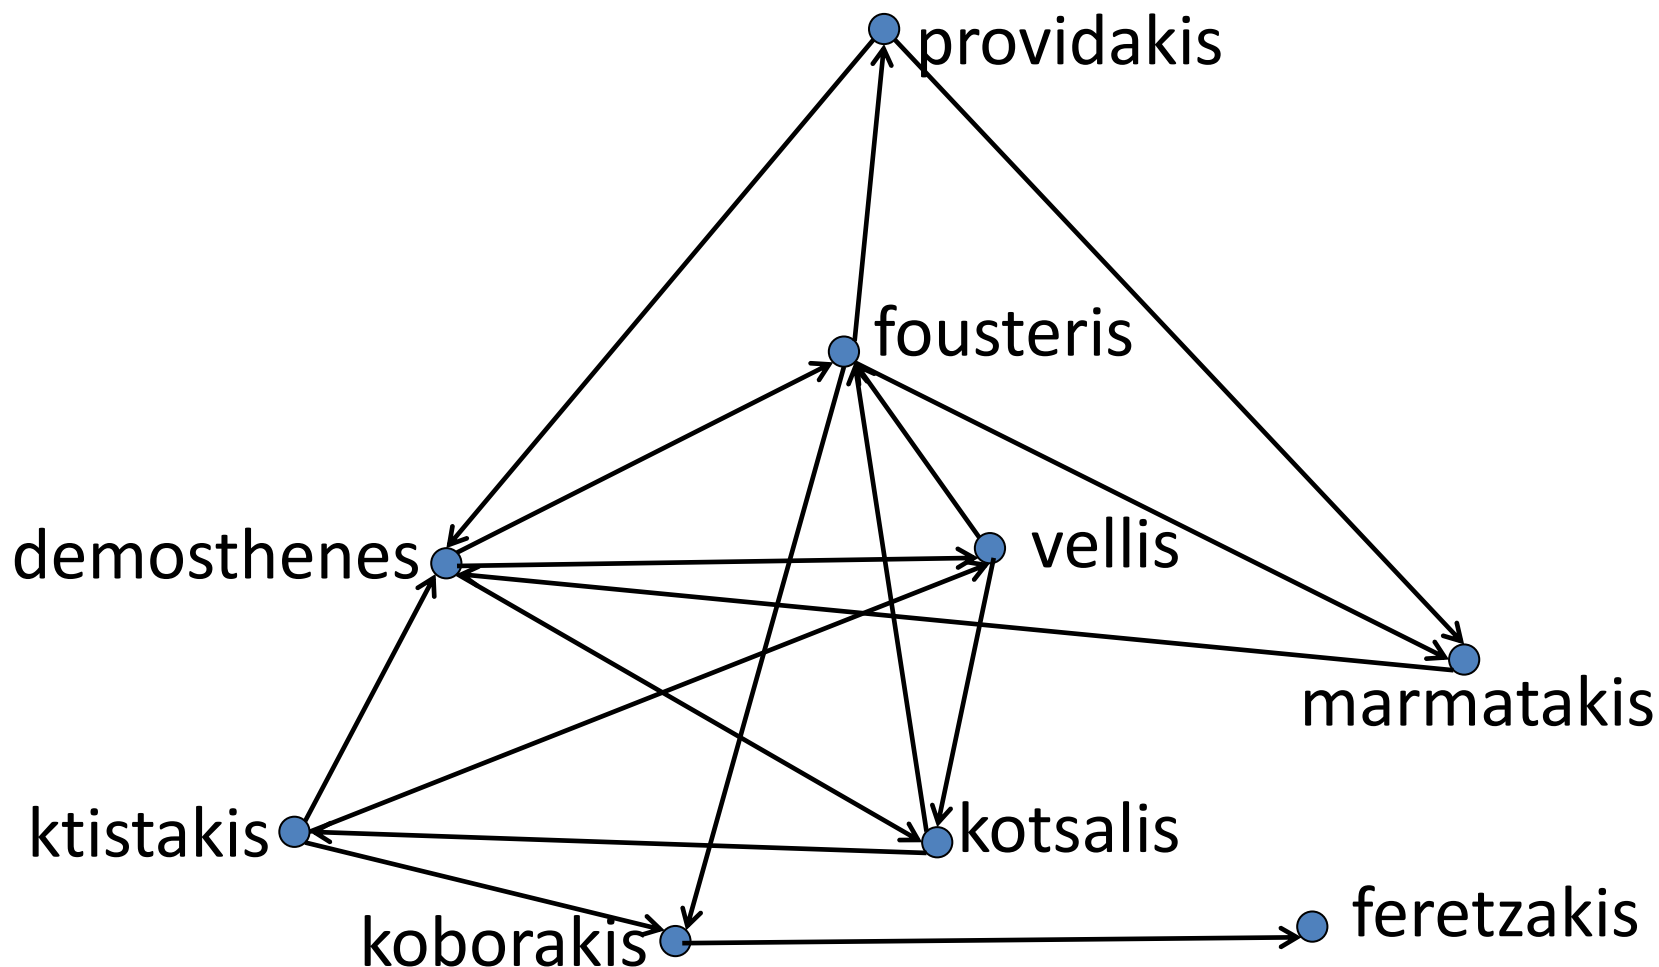 providakis
fousteris
demosthenes
vellis
marmatakis
ktistakis
kotsalis
koborakis
feretzakis